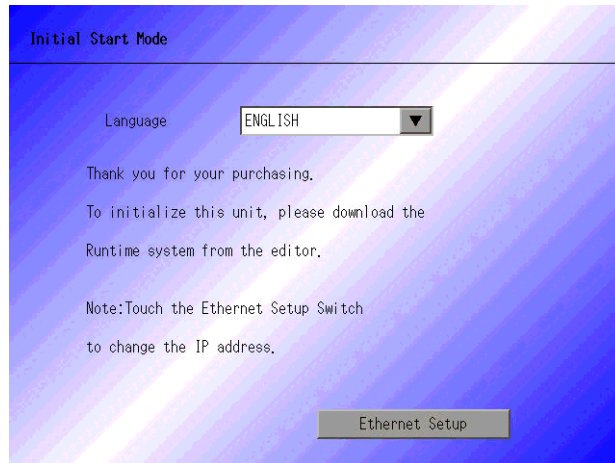 Initial Start Mode
Language ENGLISH
Thank you for your purchasing.
To initialize this unit, please download the
Runtime system from the editor.
Note:Touch the Ethernet Setup Switch
to change the IP address.
Ethernet Setup